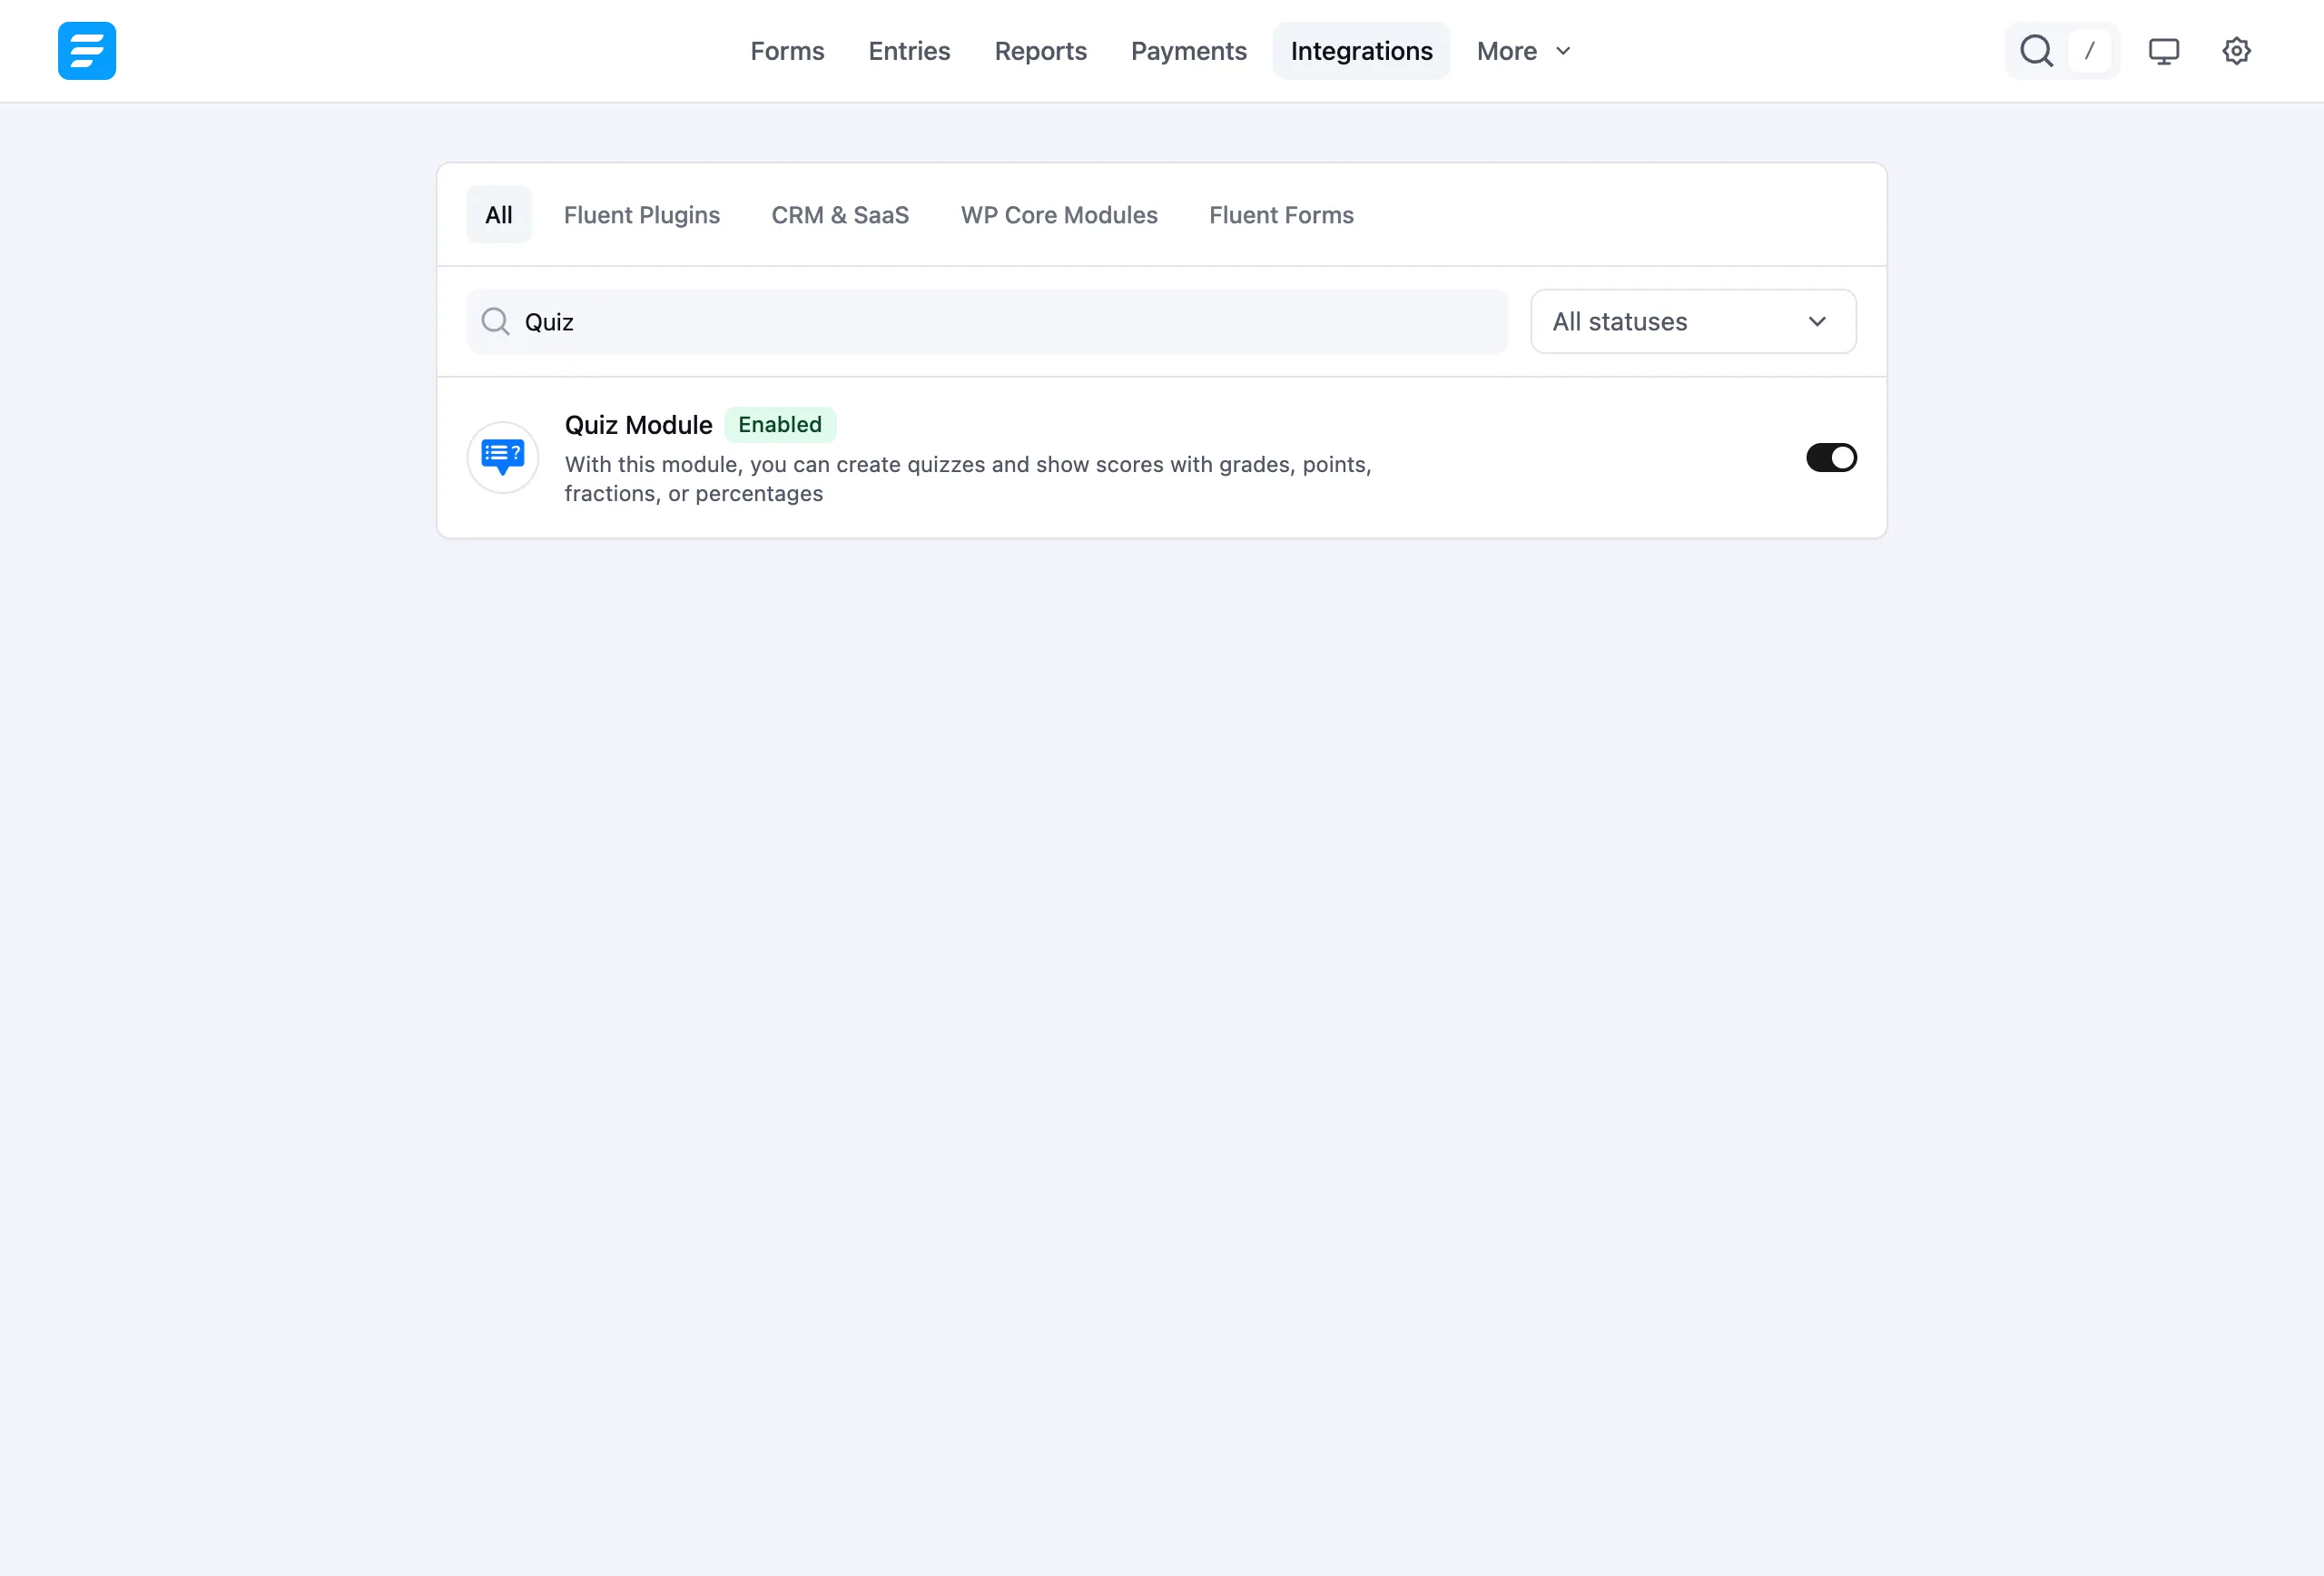 Forms Entries Reports Payments Integrations More /
All Fluent Plugins CRM & SaaS WP Core Modules Fluent Forms
Quiz All statuses
Quiz Module Enabled
With this module, you can create quizzes and show scores with grades, points,
fractions, or percentages